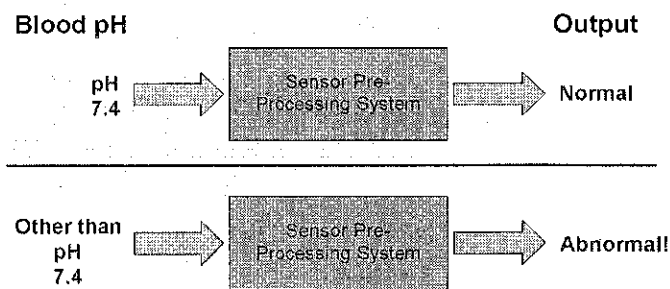 Blood pH
Output
pH
7.4
Sensor Pre-
Processing System
Normal
Other than
pH
7.4
Sensor Pre-
Processing System
Abnormal!